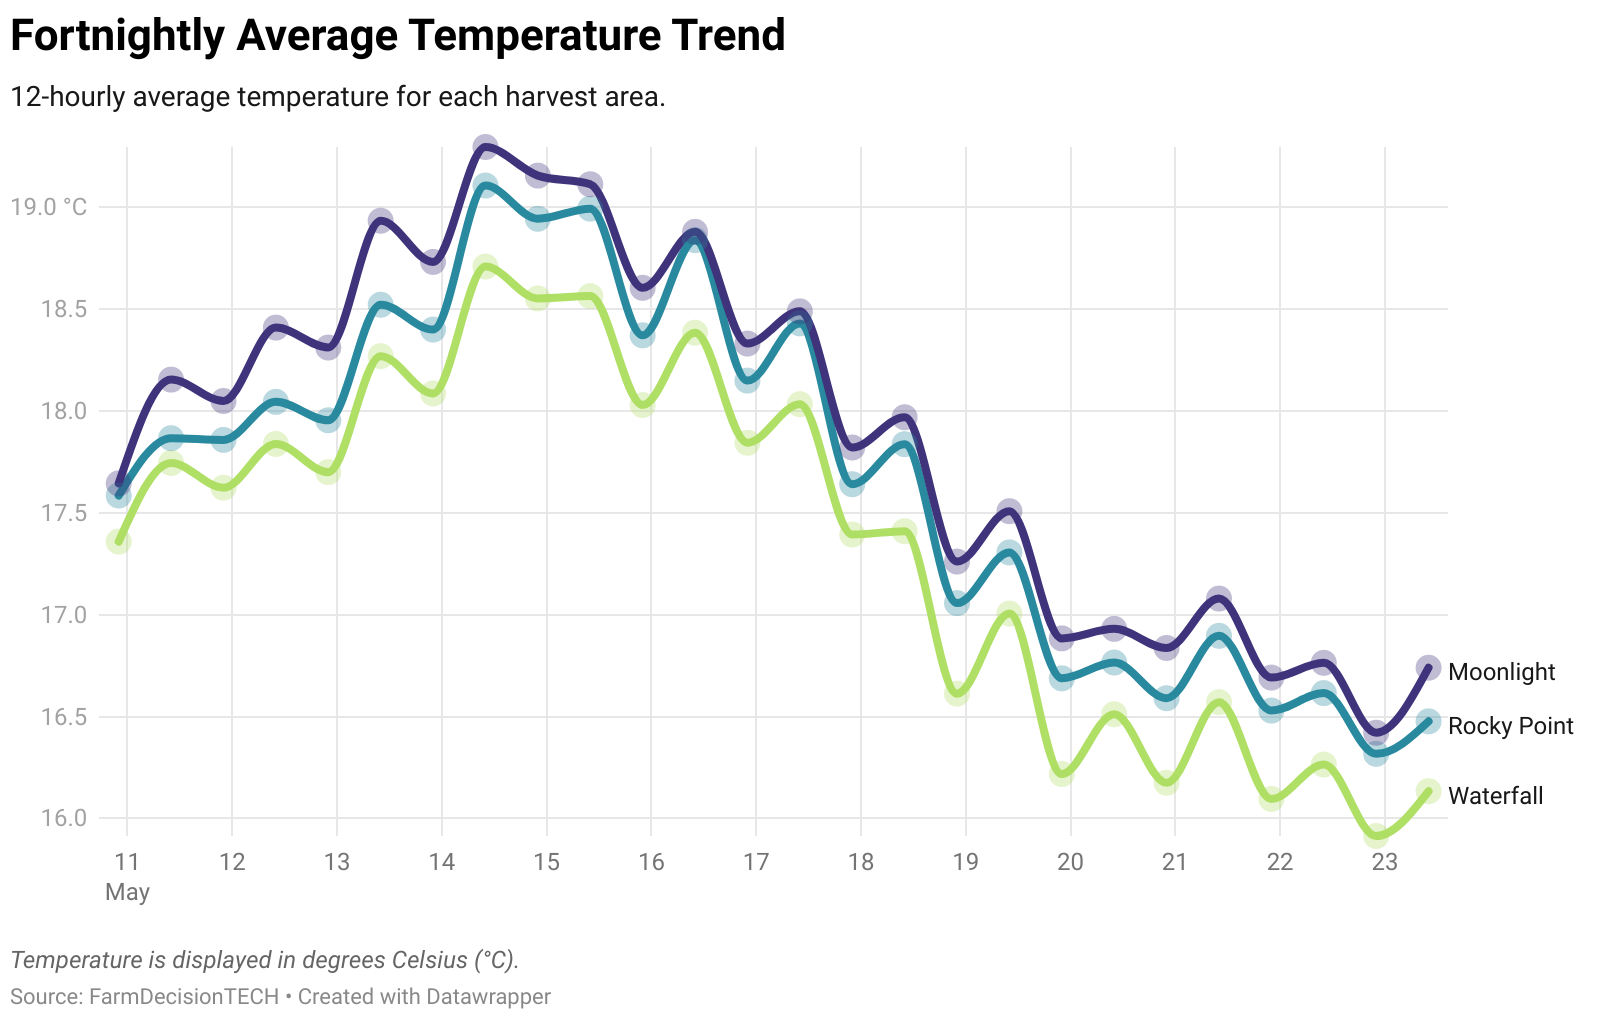 Fortnightly Average Temperature Trend
12-hourly average temperature for each harvest area.
19.0 °C
18.5
18.0
17.5
17.0
16.5
16.0
Moonlight
Rocky Point
Waterfall
11 12 13 14 15 16 17 18 19 20 21 22 23
May
Temperature is displayed in degrees Celsius (°C).
Source: FarmDecisionTECH • Created with Datawrapper